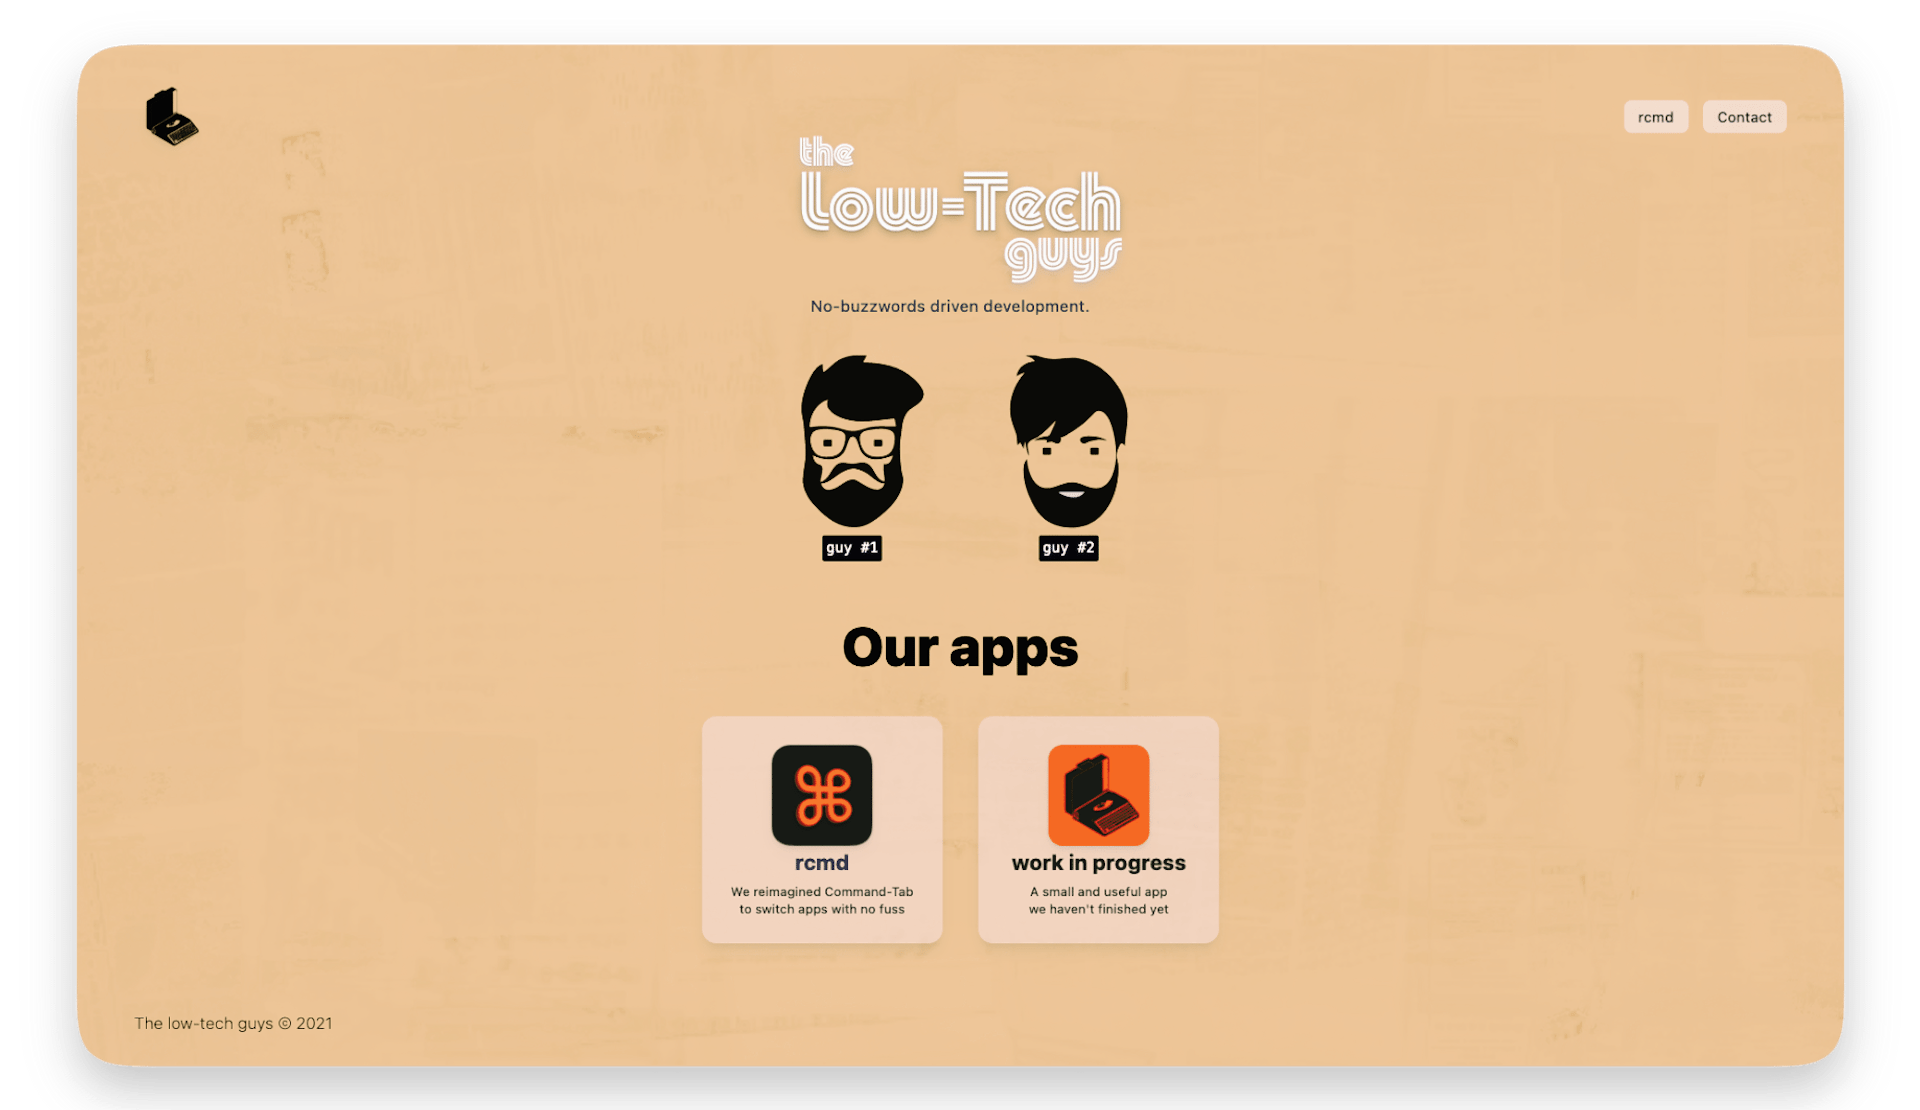 rcmd
Contact
the
Low-Tech
guys
No-buzzwords driven development.
guy #1
guy #2
Our apps
rcmd
We reimagined Command-Tab
to switch apps with no fuss
work in progress
A small and useful app
we haven't finished yet
The low-tech guys © 2021